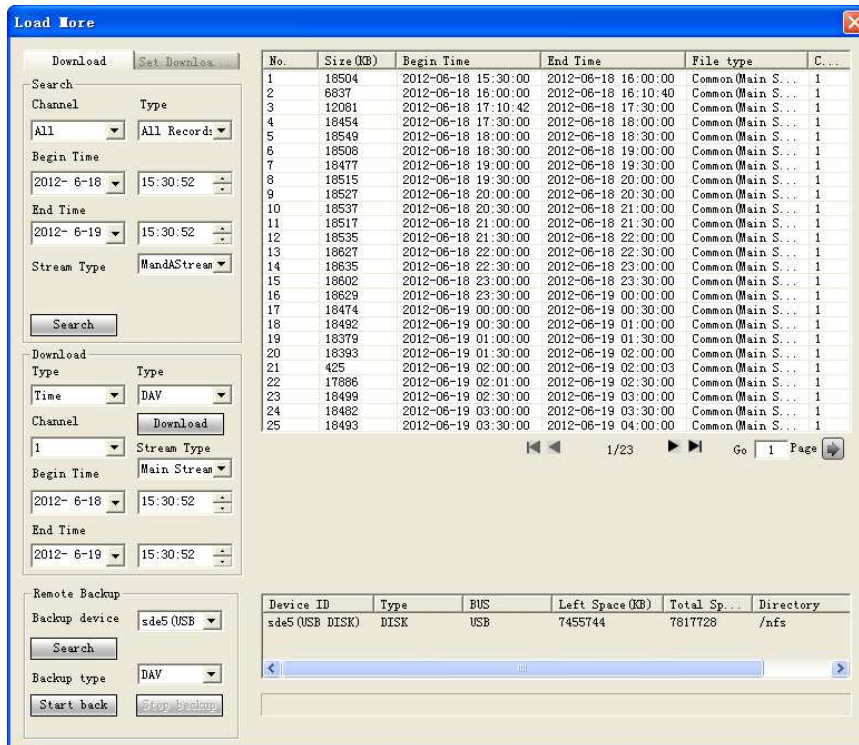 Load More
Download Set Downloa...
Search
Channel Type
All All Records
Begin Time
2012- 6-18 15:30:52
End Time
2012- 6-19 15:30:52
Stream Type MandAStream
Search
Download
Type Type
Time DAV
Channel Download
1 Stream Type
Main Stream
Begin Time
2012- 6-18 15:30:52
End Time
2012- 6-19 15:30:52
Remote Backup
Backup device sde5(USB
Search
Backup type DAV
Start back Stop backup
No. Size(KB) Begin Time End Time File type C...
1 18504 2012-06-18 15:30:00 2012-06-18 16:00:00 Common(Main S... 1
2 6837 2012-06-18 16:00:00 2012-06-18 16:10:40 Common(Main S... 1
3 12081 2012-06-18 17:10:42 2012-06-18 17:30:00 Common(Main S... 1
4 18454 2012-06-18 17:30:00 2012-06-18 18:00:00 Common(Main S... 1
5 18549 2012-06-18 18:00:00 2012-06-18 18:30:00 Common(Main S... 1
6 18508 2012-06-18 18:30:00 2012-06-18 19:00:00 Common(Main S... 1
7 18477 2012-06-18 19:00:00 2012-06-18 19:30:00 Common(Main S... 1
8 18515 2012-06-18 19:30:00 2012-06-18 20:00:00 Common(Main S... 1
9 18527 2012-06-18 20:00:00 2012-06-18 20:30:00 Common(Main S... 1
10 18537 2012-06-18 20:30:00 2012-06-18 21:00:00 Common(Main S... 1
11 18517 2012-06-18 21:00:00 2012-06-18 21:30:00 Common(Main S... 1
12 18535 2012-06-18 21:30:00 2012-06-18 22:00:00 Common(Main S... 1
13 18627 2012-06-18 22:00:00 2012-06-18 22:30:00 Common(Main S... 1
14 18635 2012-06-18 22:30:00 2012-06-18 23:00:00 Common(Main S... 1
15 18602 2012-06-18 23:00:00 2012-06-18 23:30:00 Common(Main S... 1
16 18629 2012-06-18 23:30:00 2012-06-19 00:00:00 Common(Main S... 1
17 18474 2012-06-19 00:00:00 2012-06-19 00:30:00 Common(Main S... 1
18 18492 2012-06-19 00:30:00 2012-06-19 01:00:00 Common(Main S... 1
19 18379 2012-06-19 01:00:00 2012-06-19 01:30:00 Common(Main S... 1
20 18393 2012-06-19 01:30:00 2012-06-19 02:00:00 Common(Main S... 1
21 425 2012-06-19 02:00:00 2012-06-19 02:00:03 Common(Main S... 1
22 17886 2012-06-19 02:01:00 2012-06-19 02:30:00 Common(Main S... 1
23 18499 2012-06-19 02:30:00 2012-06-19 03:00:00 Common(Main S... 1
24 18482 2012-06-19 03:00:00 2012-06-19 03:30:00 Common(Main S... 1
25 18493 2012-06-19 03:30:00 2012-06-19 04:00:00 Common(Main S... 1
1/23 Go 1 Page
Device ID Type BUS Left Space(KB) Total Sp... Directory
sde5(USB DISK) DISK USB 7455744 7817728 /nfs